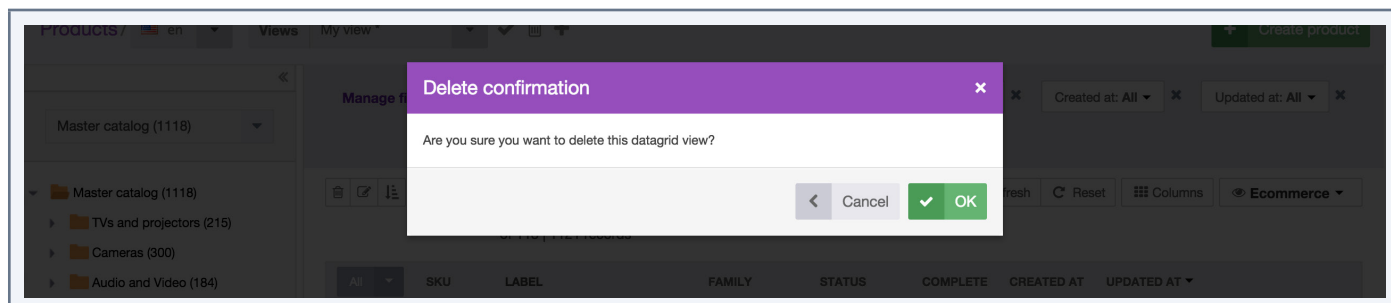 Products / en Views My view * Create product
Delete confirmation
Manage fi Created at: All Updated at: All
Master catalog (1118)
Are you sure you want to delete this datagrid view?
Master catalog (1118)
fresh Reset Columns Ecommerce
Cancel OK
TVs and projectors (215)
Cameras (300)
Audio and Video (184)
All SKU LABEL FAMILY STATUS COMPLETE CREATED AT UPDATED AT